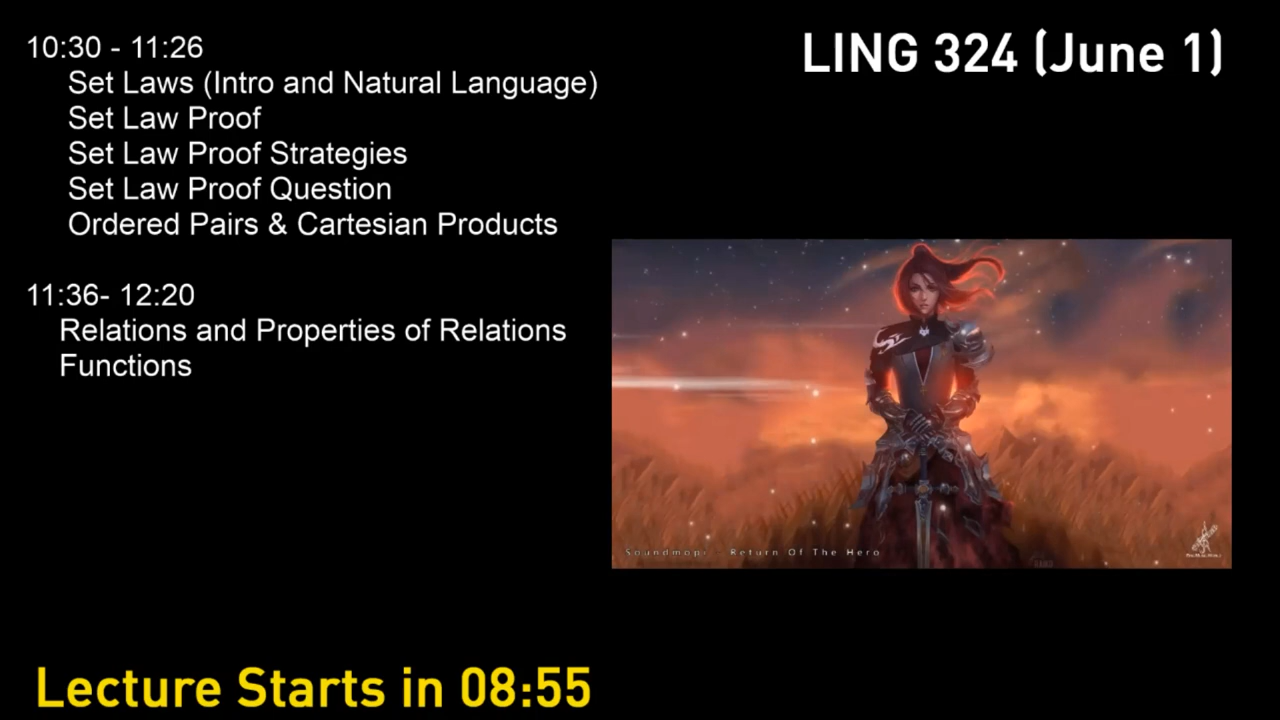 10:30 - 11:26
Set Laws (Intro and Natural Language)
Set Law Proof
Set Law Proof Strategies
Set Law Proof Question
Ordered Pairs & Cartesian Products
11:36- 12:20
Relations and Properties of Relations
Functions
LING 324 (June 1)
- Return Of The Hero
Lecture Starts in 08:55